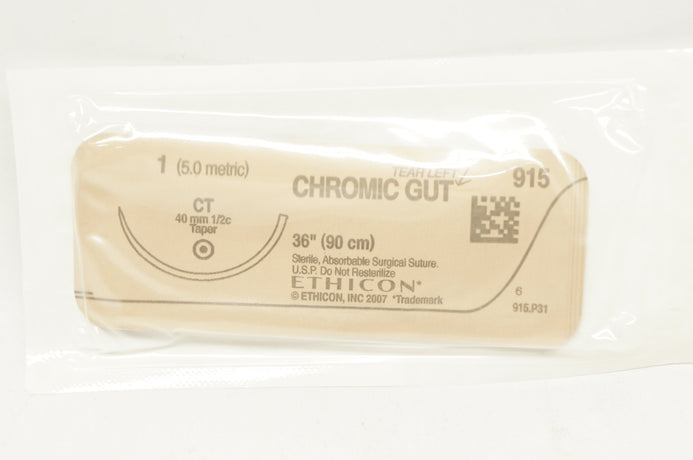 1 (5.0 metric)
CT
40 mm 1/2c
Taper
TEAR LEFT
CHROMIC GUT
915
36" (90 cm)
Sterile, Absorbable Surgical Suture.
U.S.P. Do Not Resterilize
ETHICON*
© ETHICON, INC 2007 *Trademark
6
915.P31